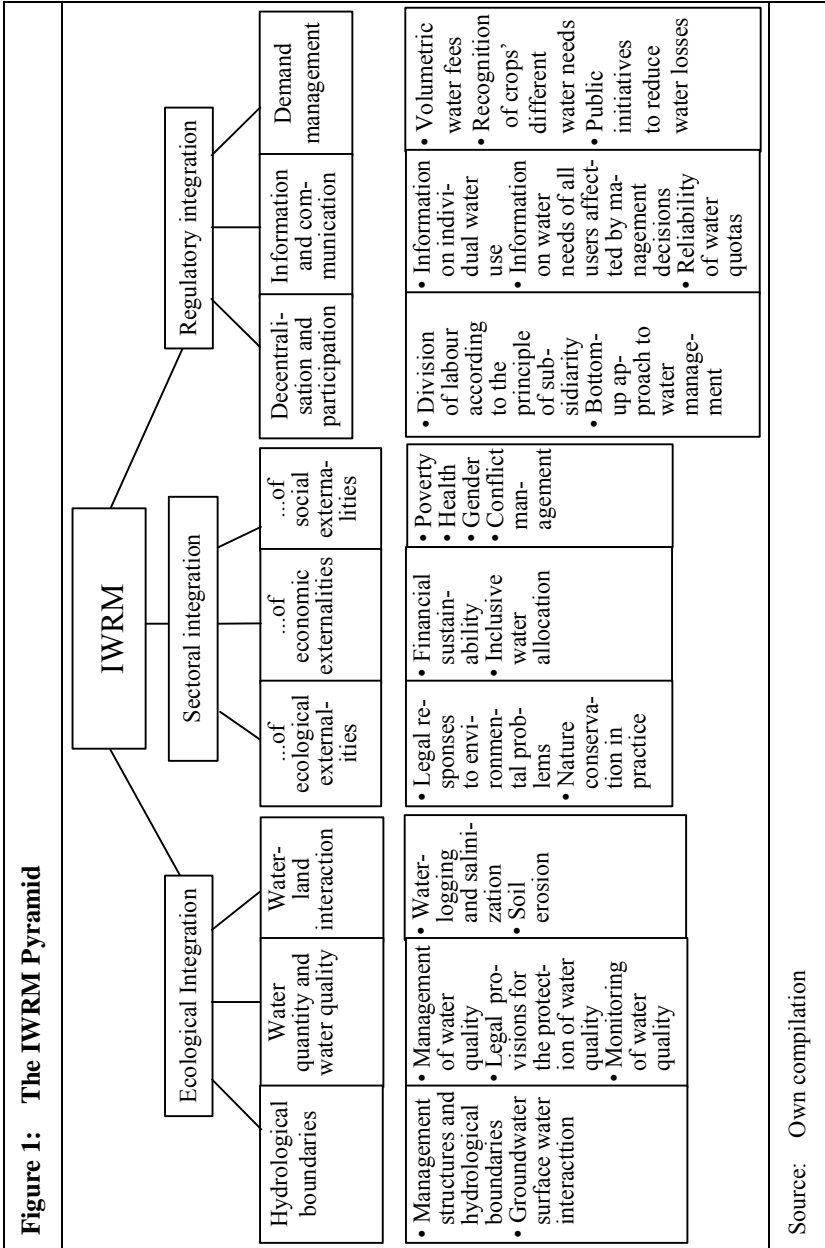 Figure 1: The IWRM Pyramid
IWRM
Ecological Integration
Sectoral integration
Regulatory integration
Hydrological
boundaries
Water
quantity and
water quality
Water-
land
interaction
...of
ecological
external-
ities
...of
economic
externalities
...of
social
externa-
lities
Decentrali-
sation and
participation
Information
and com-
munication
Demand
management
• Management
structures and
hydrological
boundaries
• Groundwater
surface water
interacttion
• Management
of water
quality
• Legal pro-
visions for
the protect-
ion of water
quality
• Monitoring
of water
quality
• Water-
logging
and salini-
zation
• Soil
erosion
• Legal re-
sponses
to envi-
ronmen-
tal prob-
lems
• Nature
conserva-
tion in
practice
• Financial
sustain-
ability
• Inclusive
water
allocation
• Poverty
• Health
• Gender
• Conflict
man-
agement
• Division
of labour
according
to the
principle
of sub-
sidiarity
• Bottom-
up ap-
proach to
water
manage-
ment
• Information
on indivi-
dual water
use
• Information
on water
needs of all
users affect-
ted by ma-
nagement
decisions
• Reliability
of water
quotas
• Volumetric
water fees
• Recognition
of crops'
different
water needs
• Public
initiatives
to reduce
water losses
Source: Own compilation